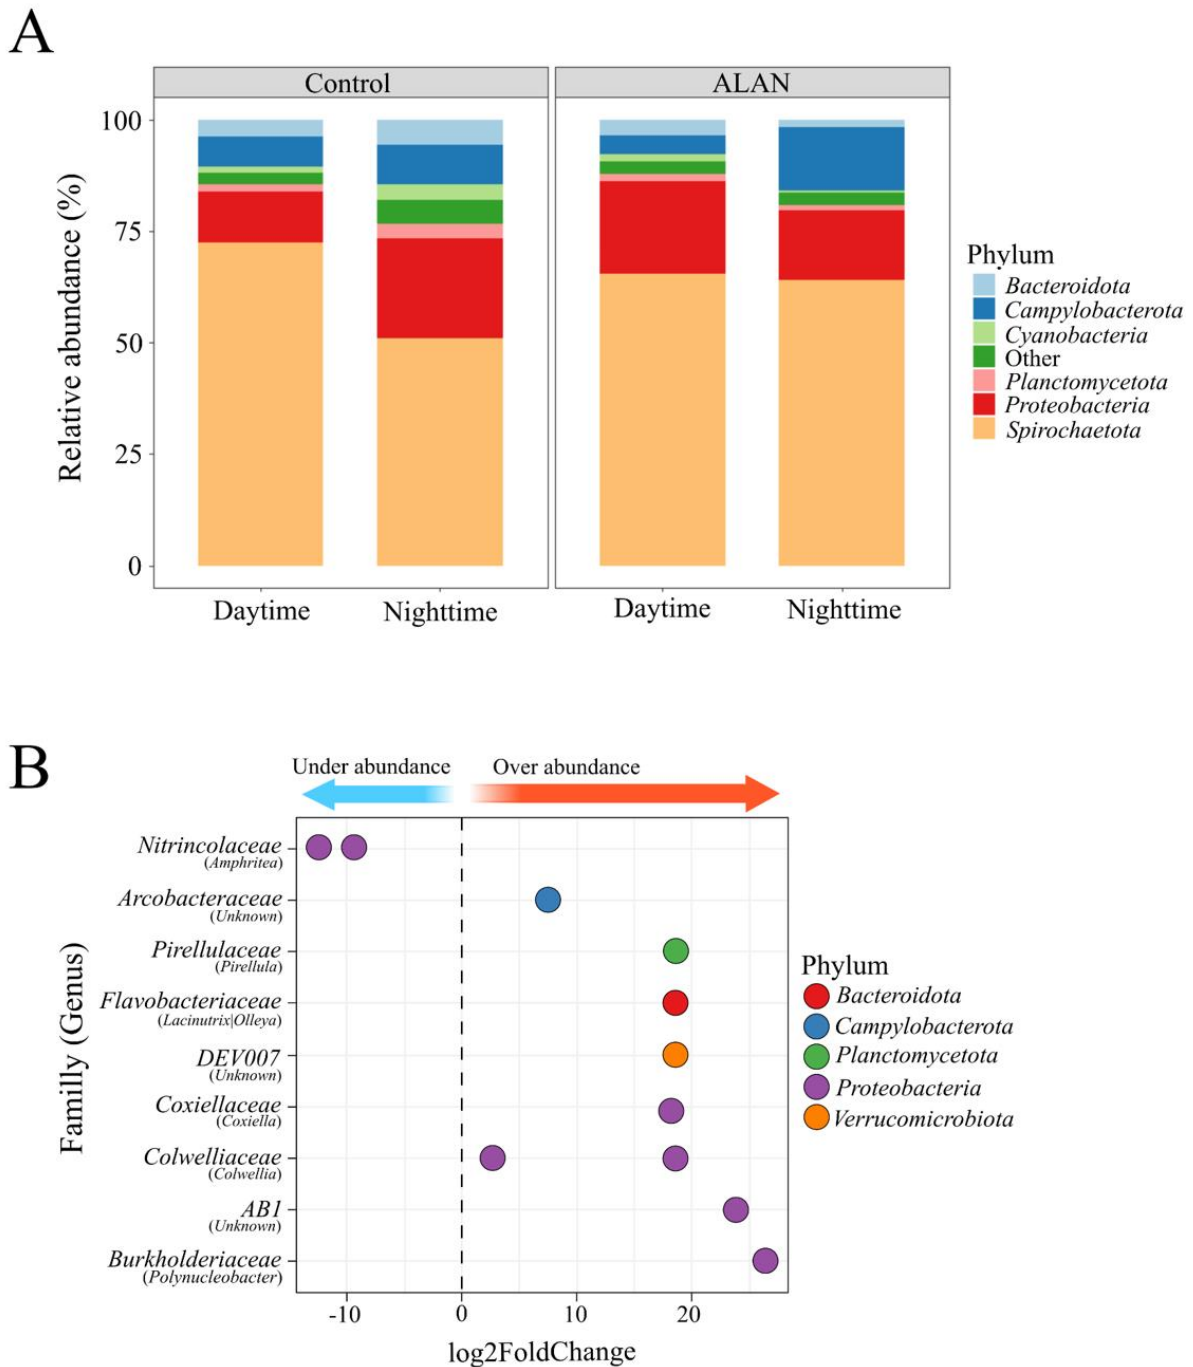 A
Control
ALAN
Relative abundance (%)
100
75
50
25
0
Daytime
Nighttime
Daytime
Nighttime
Phylum
Bacteroidota
Campylobacterota
Cyanobacteria
Other
Planctomycetota
Proteobacteria
Spirochaetota
B
Under abundance
Over abundance
Familly (Genus)
Nitrincolaceae
(Amphritea)
Arcobacteraceae
(Unknown)
Pirellulaceae
(Pirellula)
Flavobacteriaceae
(Lacinutrix|Olleya)
DEV007
(Unknown)
Coxiellaceae
(Coxiella)
Colwelliaceae
(Colwellia)
AB1
(Unknown)
Burkholderiaceae
(Polynucleobacter)
-10
0
10
20
log2FoldChange
Phylum
Bacteroidota
Campylobacterota
Planctomycetota
Proteobacteria
Verrucomicrobiota